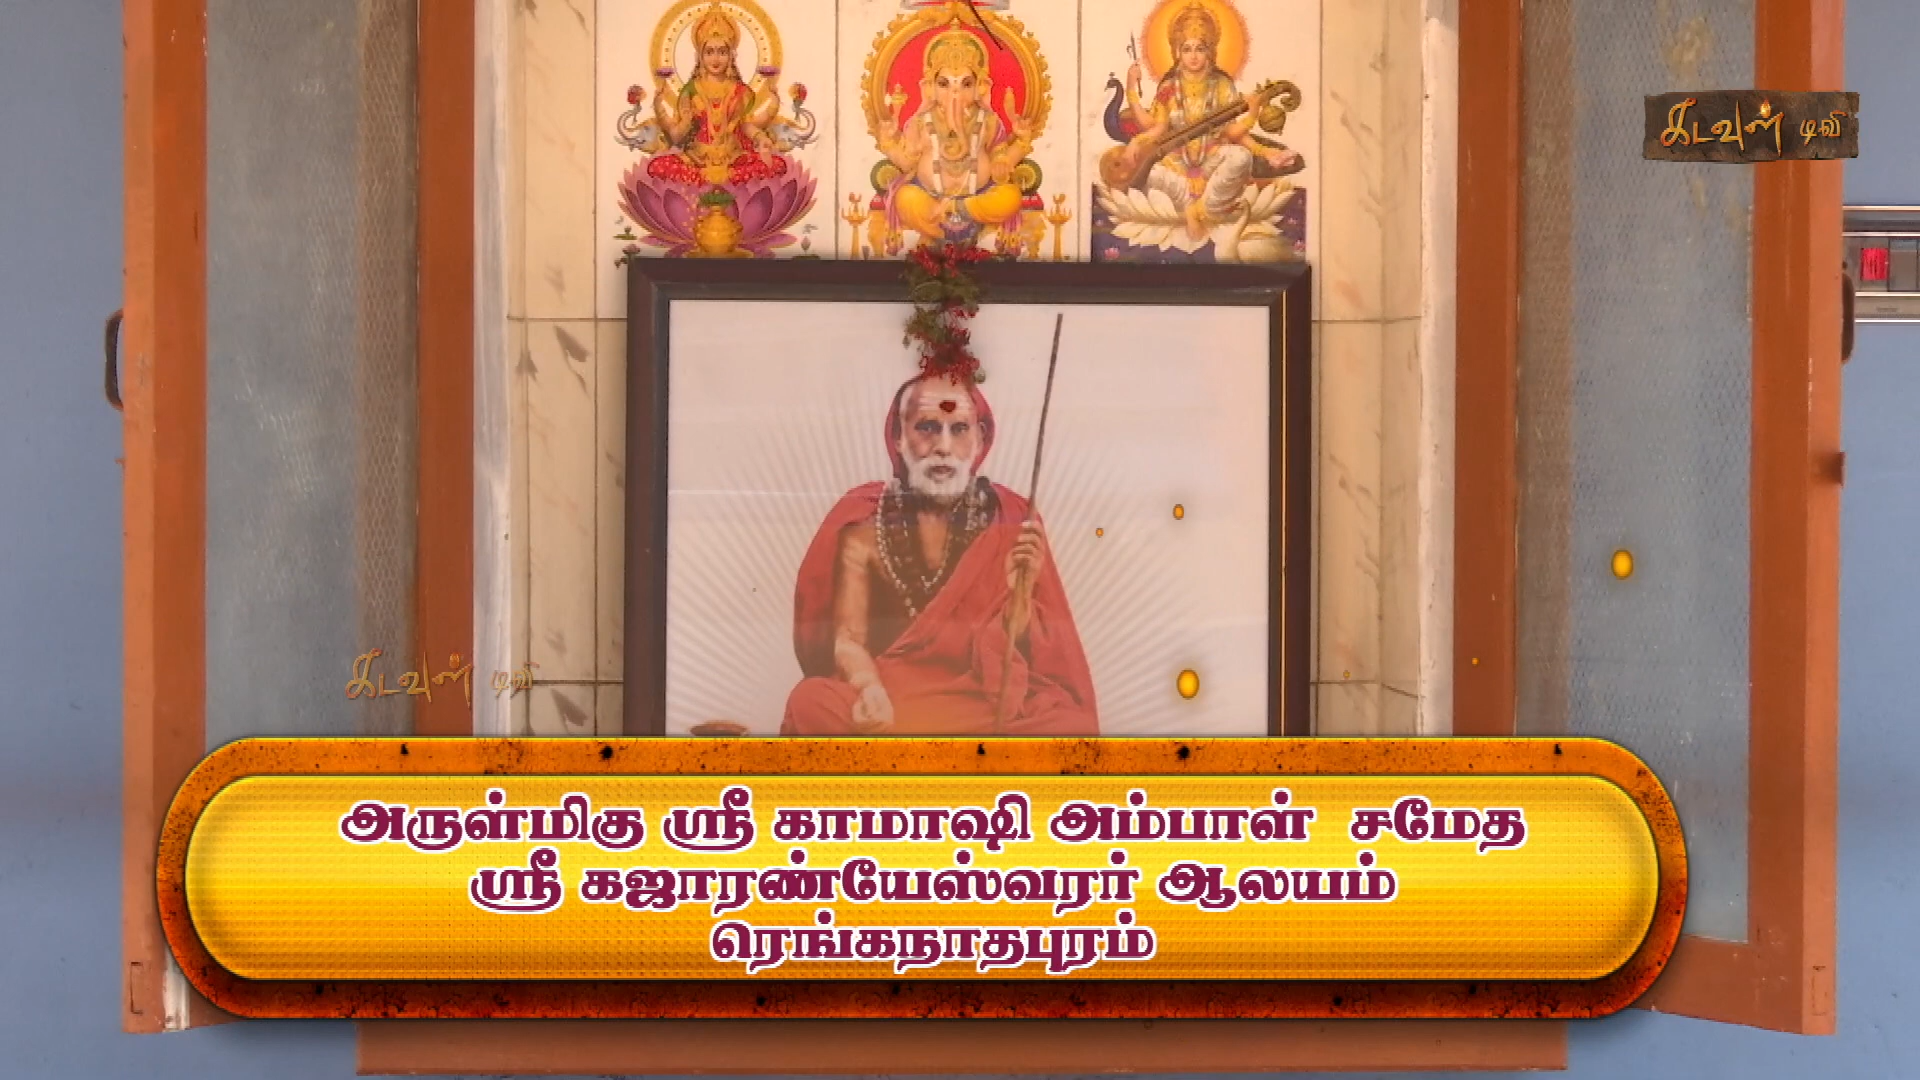 கடவுள் டிவி
கடவுள் டிவி
அருள்மிகு ஸ்ரீ காமாஷி அம்பாள் சமேத
ஸ்ரீ கஜாரண்யேஸ்வரர் ஆலயம்
ரெங்கநாதபுரம்